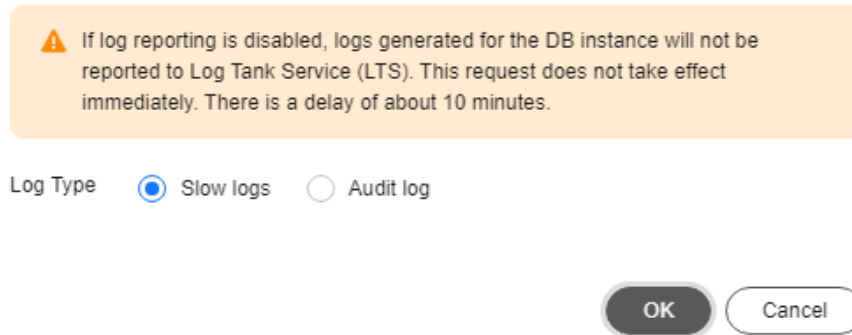 If log reporting is disabled, logs generated for the DB instance will not be
reported to Log Tank Service (LTS). This request does not take effect
immediately. There is a delay of about 10 minutes.
Log Type Slow logs Audit log
OK Cancel